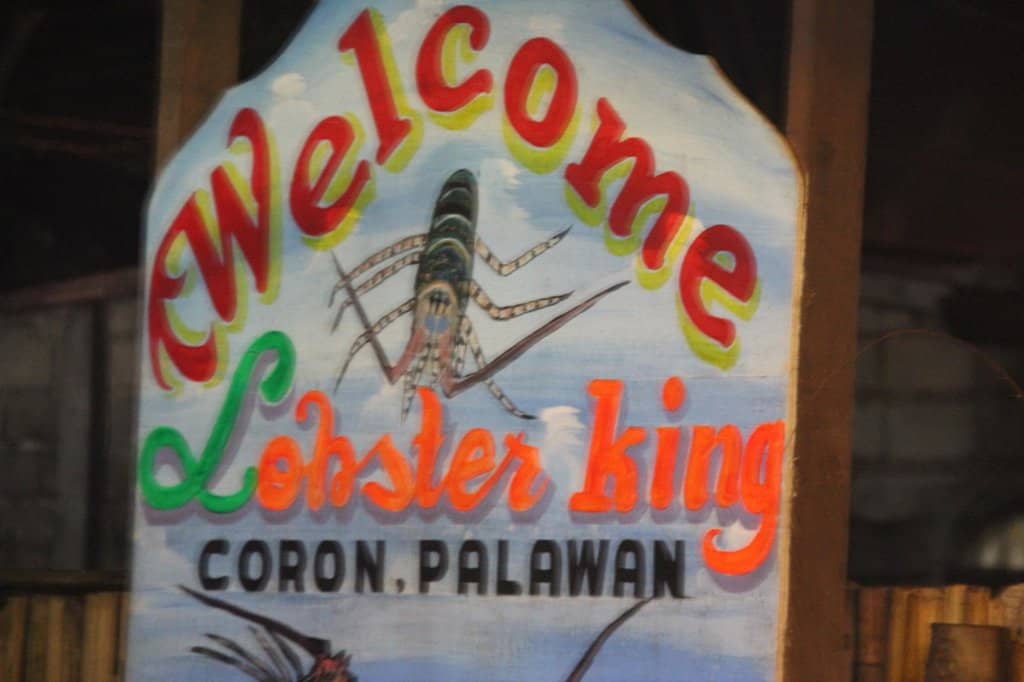 Welcome
Lobster king
CORON, PALAWAN